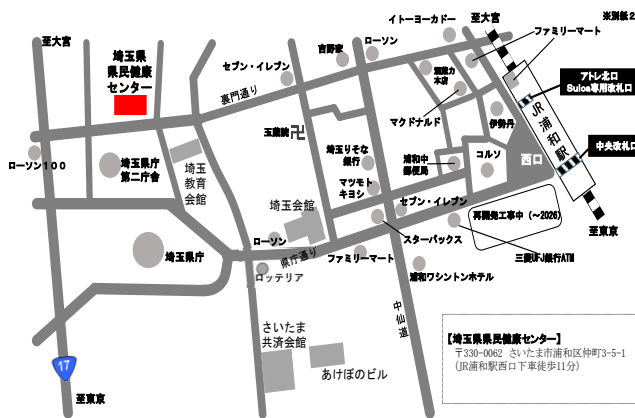 ※別紙2
至大宮
イトーヨーカドー
至大宮
ファミリーマート
埼玉県
県民健康
センター
吉野家
ローソン
セブン・イレブン
本店
アトレ北口
Suica専用改札口
裏門通り
マクドナルド
伊勢丹
JR浦和駅
玉蔵院
ローソン100
埼玉県庁
第二庁舎
埼玉
教育
会館
埼玉りそな
銀行
浦和中
郵便局
コルソ
西口
中央改札口
マツモト
キヨシ
セブン・イレブン
埼玉会館
再開発工事中(~2026)
至東京
ローソン
スターバックス
埼玉県庁
県庁通り
ファミリーマート
三菱UFJ銀行ATM
ロッテリア
浦和ワシントンホテル
中山道
さいたま
共済会館
あけぼのビル
17
至東京
【埼玉県県民健康センター】
〒330-0062 さいたま市浦和区仲町3-5-1
(JR浦和駅西口下車徒歩11分)